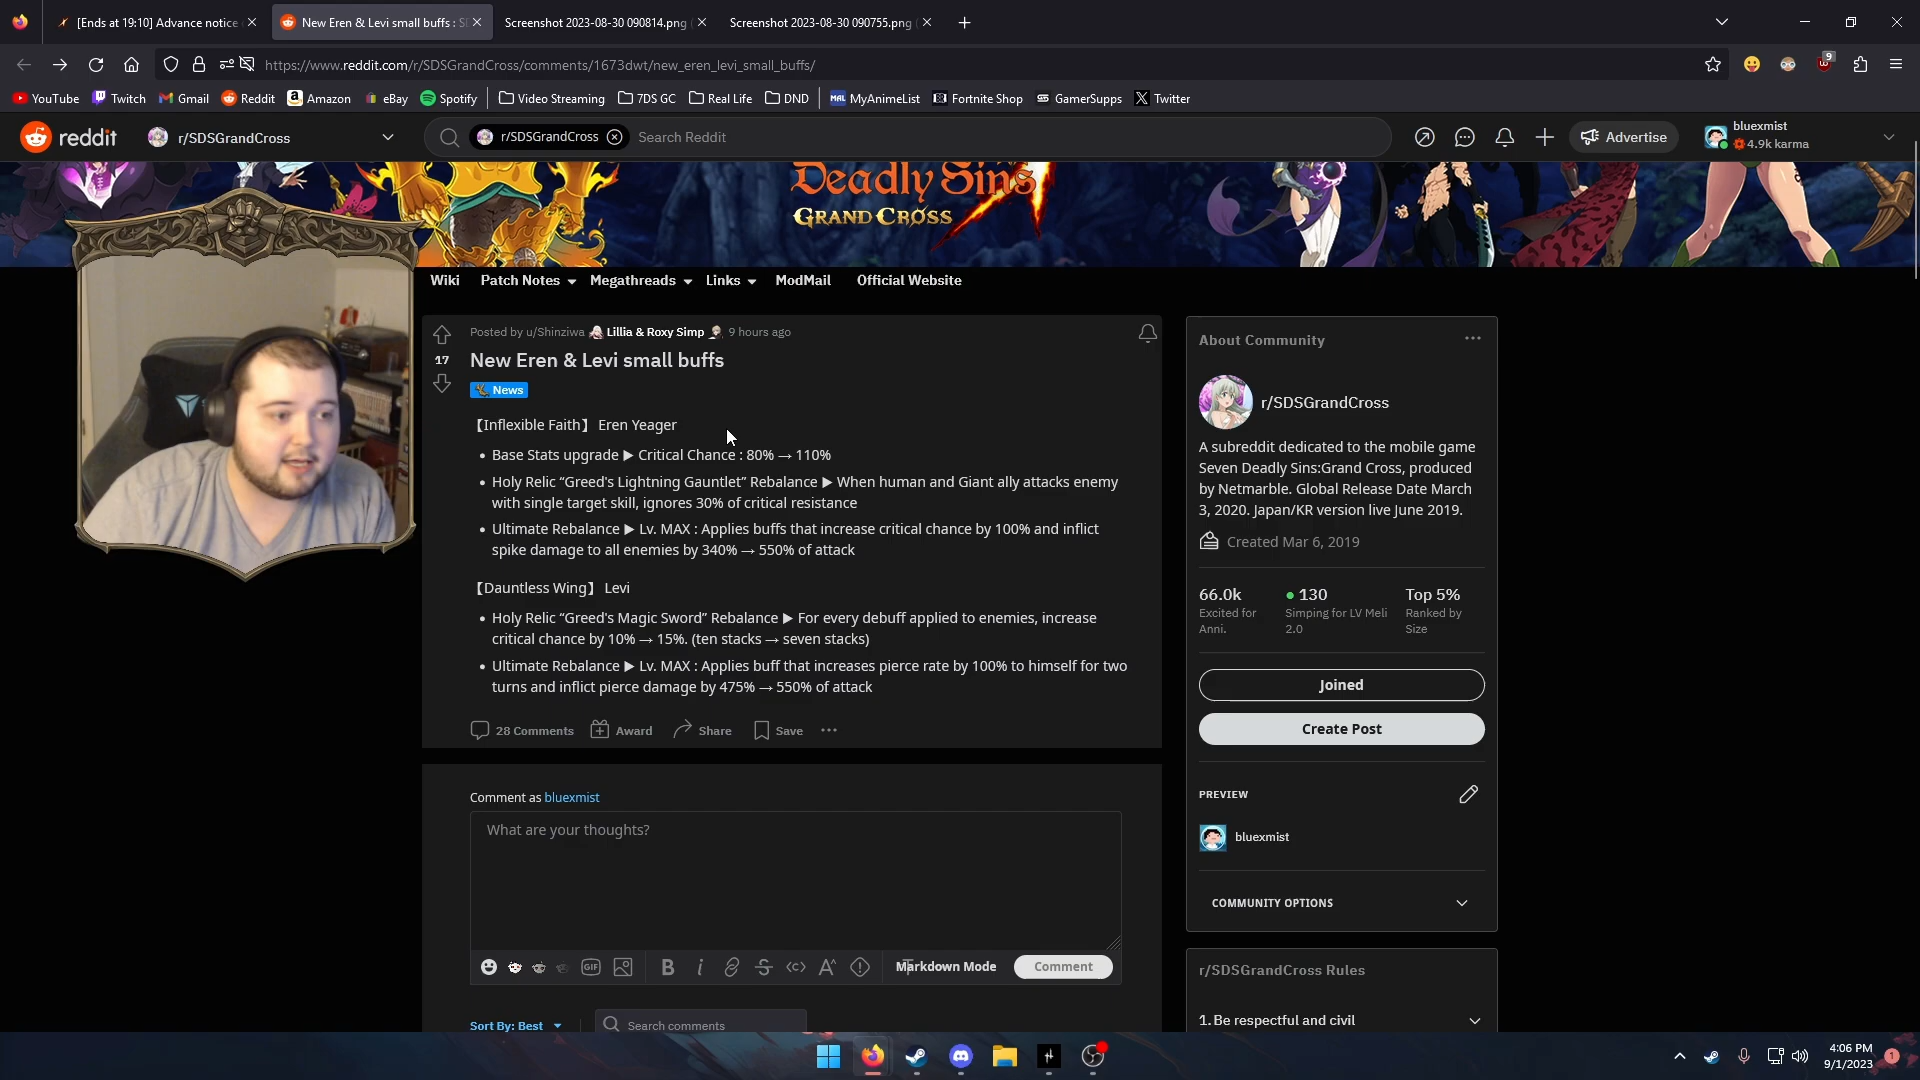 [Ends at 19:10] Advance notice
New Eren & Levi small buffs : S
Screenshot 2023-08-30 090814.png
Screenshot 2023-08-30 090755.png
https://www.reddit.com/r/SDSGrandCross/comments/1673dwt/new_eren_levi_small_buffs/
9
YouTube
Twitch
Gmail
Reddit
Amazon
eBay
Spotify
Video Streaming
7DS GC
Real Life
DND
MyAnimeList
Fortnite Shop
GamerSupps
Twitter
reddit
r/SDSGrandCross
r/SDSGrandCross
Search Reddit
Advertise
bluexmist
4.9k karma
Deadly Sins
GRAND CROSS
Wiki
Patch Notes
Megathreads
Links
ModMail
Official Website
Posted by u/Shinziwa Lillia & Roxy Simp 9 hours ago
17
New Eren & Levi small buffs
News
【Inflexible Faith】 Eren Yeager
• Base Stats upgrade ▶ Critical Chance : 80% → 110%
• Holy Relic “Greed's Lightning Gauntlet” Rebalance ▶ When human and Giant ally attacks enemy
with single target skill, ignores 30% of critical resistance
• Ultimate Rebalance ▶ Lv. MAX : Applies buffs that increase critical chance by 100% and inflict
spike damage to all enemies by 340% → 550% of attack
【Dauntless Wing】 Levi
• Holy Relic “Greed's Magic Sword” Rebalance ▶ For every debuff applied to enemies, increase
critical chance by 10% → 15%. (ten stacks → seven stacks)
• Ultimate Rebalance ▶ Lv. MAX : Applies buff that increases pierce rate by 100% to himself for two
turns and inflict pierce damage by 475% → 550% of attack
28 Comments
Award
Share
Save
Comment as bluexmist
What are your thoughts?
GIF
Markdown Mode
Comment
Sort By: Best
Search comments
About Community
r/SDSGrandCross
A subreddit dedicated to the mobile game
Seven Deadly Sins:Grand Cross, produced
by Netmarble. Global Release Date March
3, 2020. Japan/KR version live June 2019.
Created Mar 6, 2019
66.0k
Excited for
Anni.
130
Simping for LV Meli
2.0
Top 5%
Ranked by
Size
Joined
Create Post
PREVIEW
bluexmist
COMMUNITY OPTIONS
r/SDSGrandCross Rules
1. Be respectful and civil
4:06 PM
9/1/2023
1